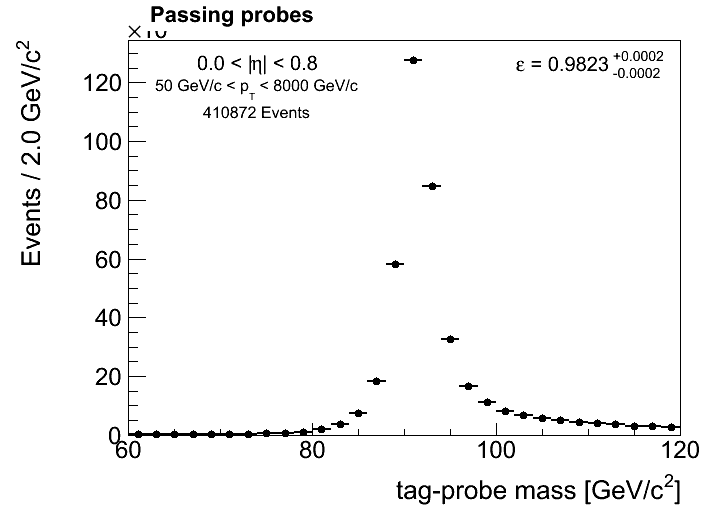 Passing probes
0.0 < |η| < 0.8
50 GeV/c < p_T < 8000 GeV/c
410872 Events
ε = 0.9823 +0.0002 -0.0002
Events / 2.0 GeV/c²
120
100
80
60
40
20
0
60 80 100 120
tag-probe mass [GeV/c²]